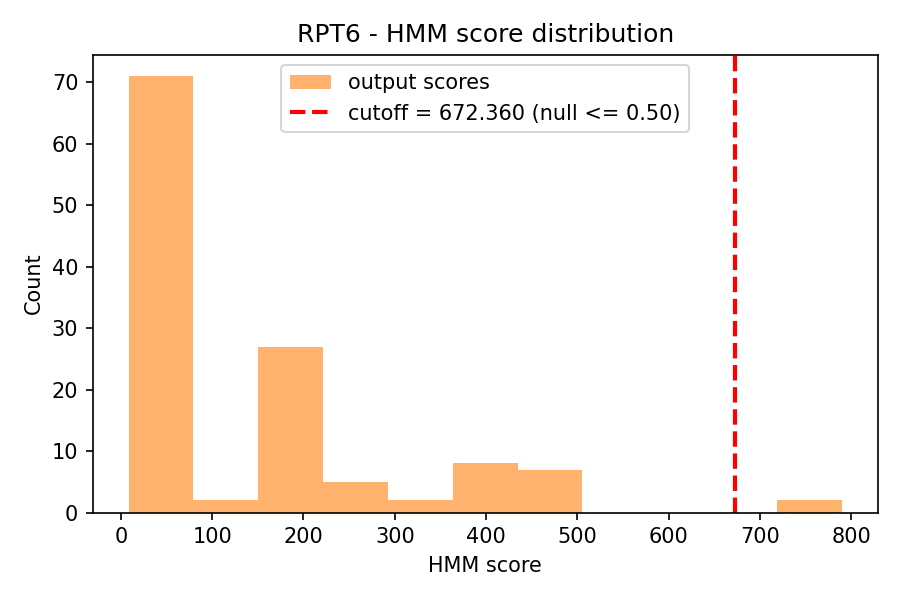 RPT6 - HMM score distribution
output scores
cutoff = 672.360 (null <= 0.50)
Count
70
60
50
40
30
20
10
0
0 100 200 300 400 500 600 700 800
HMM score